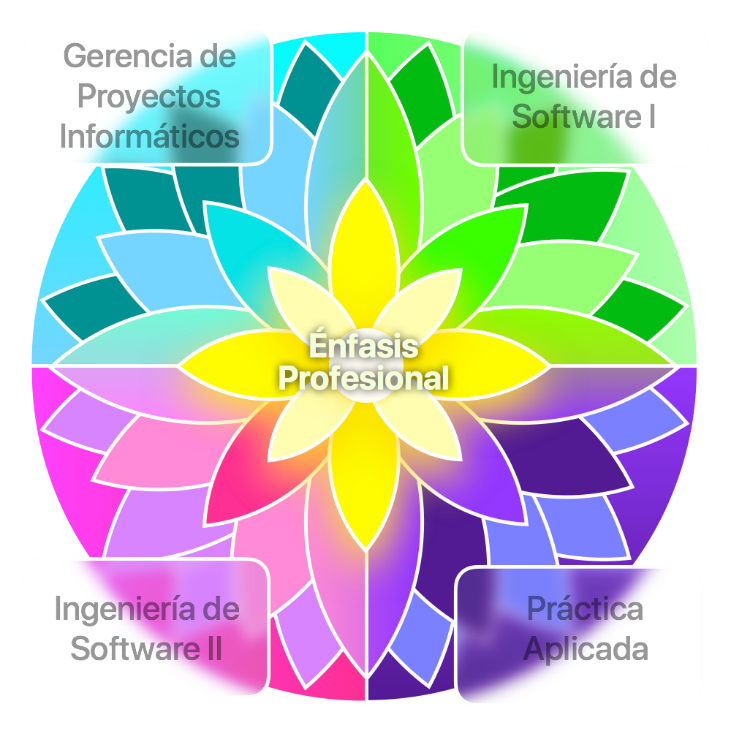 Gerencia de
Proyectos
Informáticos
Ingeniería de
Software I
Énfasis
Profesional
Ingeniería de
Software II
Práctica
Aplicada